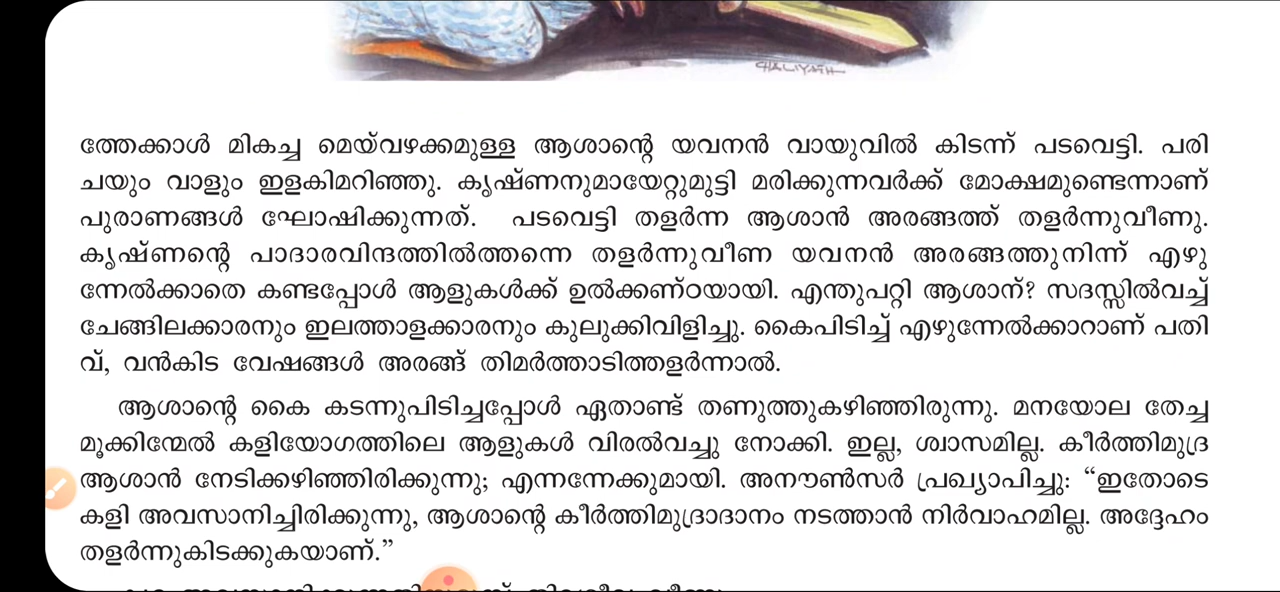 CHALIYATH
ത്തേക്കാൾ മികച്ച മെയ്‌വഴക്കമുള്ള ആശാന്റെ യവനൻ വായുവിൽ കിടന്ന് പടവെട്ടി. പരി
ചയും വാളും ഇളകിമറിഞ്ഞു. കൃഷ്ണനുമായേറ്റുമുട്ടി മരിക്കുന്നവർക്ക് മോക്ഷമുണ്ടെന്നാണ്
പുരാണങ്ങൾ ഘോഷിക്കുന്നത്. പടവെട്ടി തളർന്ന ആശാൻ അരങ്ങത്ത് തളർന്നുവീണു.
കൃഷ്ണന്റെ പാദാരവിന്ദത്തിൽത്തന്നെ തളർന്നുവീണ യവനൻ അരങ്ങത്തുനിന്ന് എഴു
ന്നേൽക്കാതെ കണ്ടപ്പോൾ ആളുകൾക്ക് ഉൽക്കണ്ഠയായി. എന്തുപറ്റി ആശാന്? സദസ്സിൽവച്ച്
ചേങ്ങിലക്കാരനും ഇലത്താളക്കാരനും കുലുക്കിവിളിച്ചു. കൈപിടിച്ച് എഴുന്നേൽക്കാറാണ് പതി
വ്, വൻകിട വേഷങ്ങൾ അരങ്ങ് തിമർത്താടിത്തളർന്നാൽ.
ആശാന്റെ കൈ കടന്നുപിടിച്ചപ്പോൾ ഏതാണ്ട് തണുത്തുകഴിഞ്ഞിരുന്നു. മനയോല തേച്ച
മൂക്കിന്മേൽ കളിയോഗത്തിലെ ആളുകൾ വിരൽവച്ചു നോക്കി. ഇല്ല, ശ്വാസമില്ല. കീർത്തിമുദ്ര
ആശാൻ നേടിക്കഴിഞ്ഞിരിക്കുന്നു; എന്നന്നേക്കുമായി. അനൗൺസർ പ്രഖ്യാപിച്ചു: “ഇതോടെ
കളി അവസാനിച്ചിരിക്കുന്നു, ആശാന്റെ കീർത്തിമുദ്രാദാനം നടത്താൻ നിർവാഹമില്ല. അദ്ദേഹം
തളർന്നുകിടക്കുകയാണ്.”